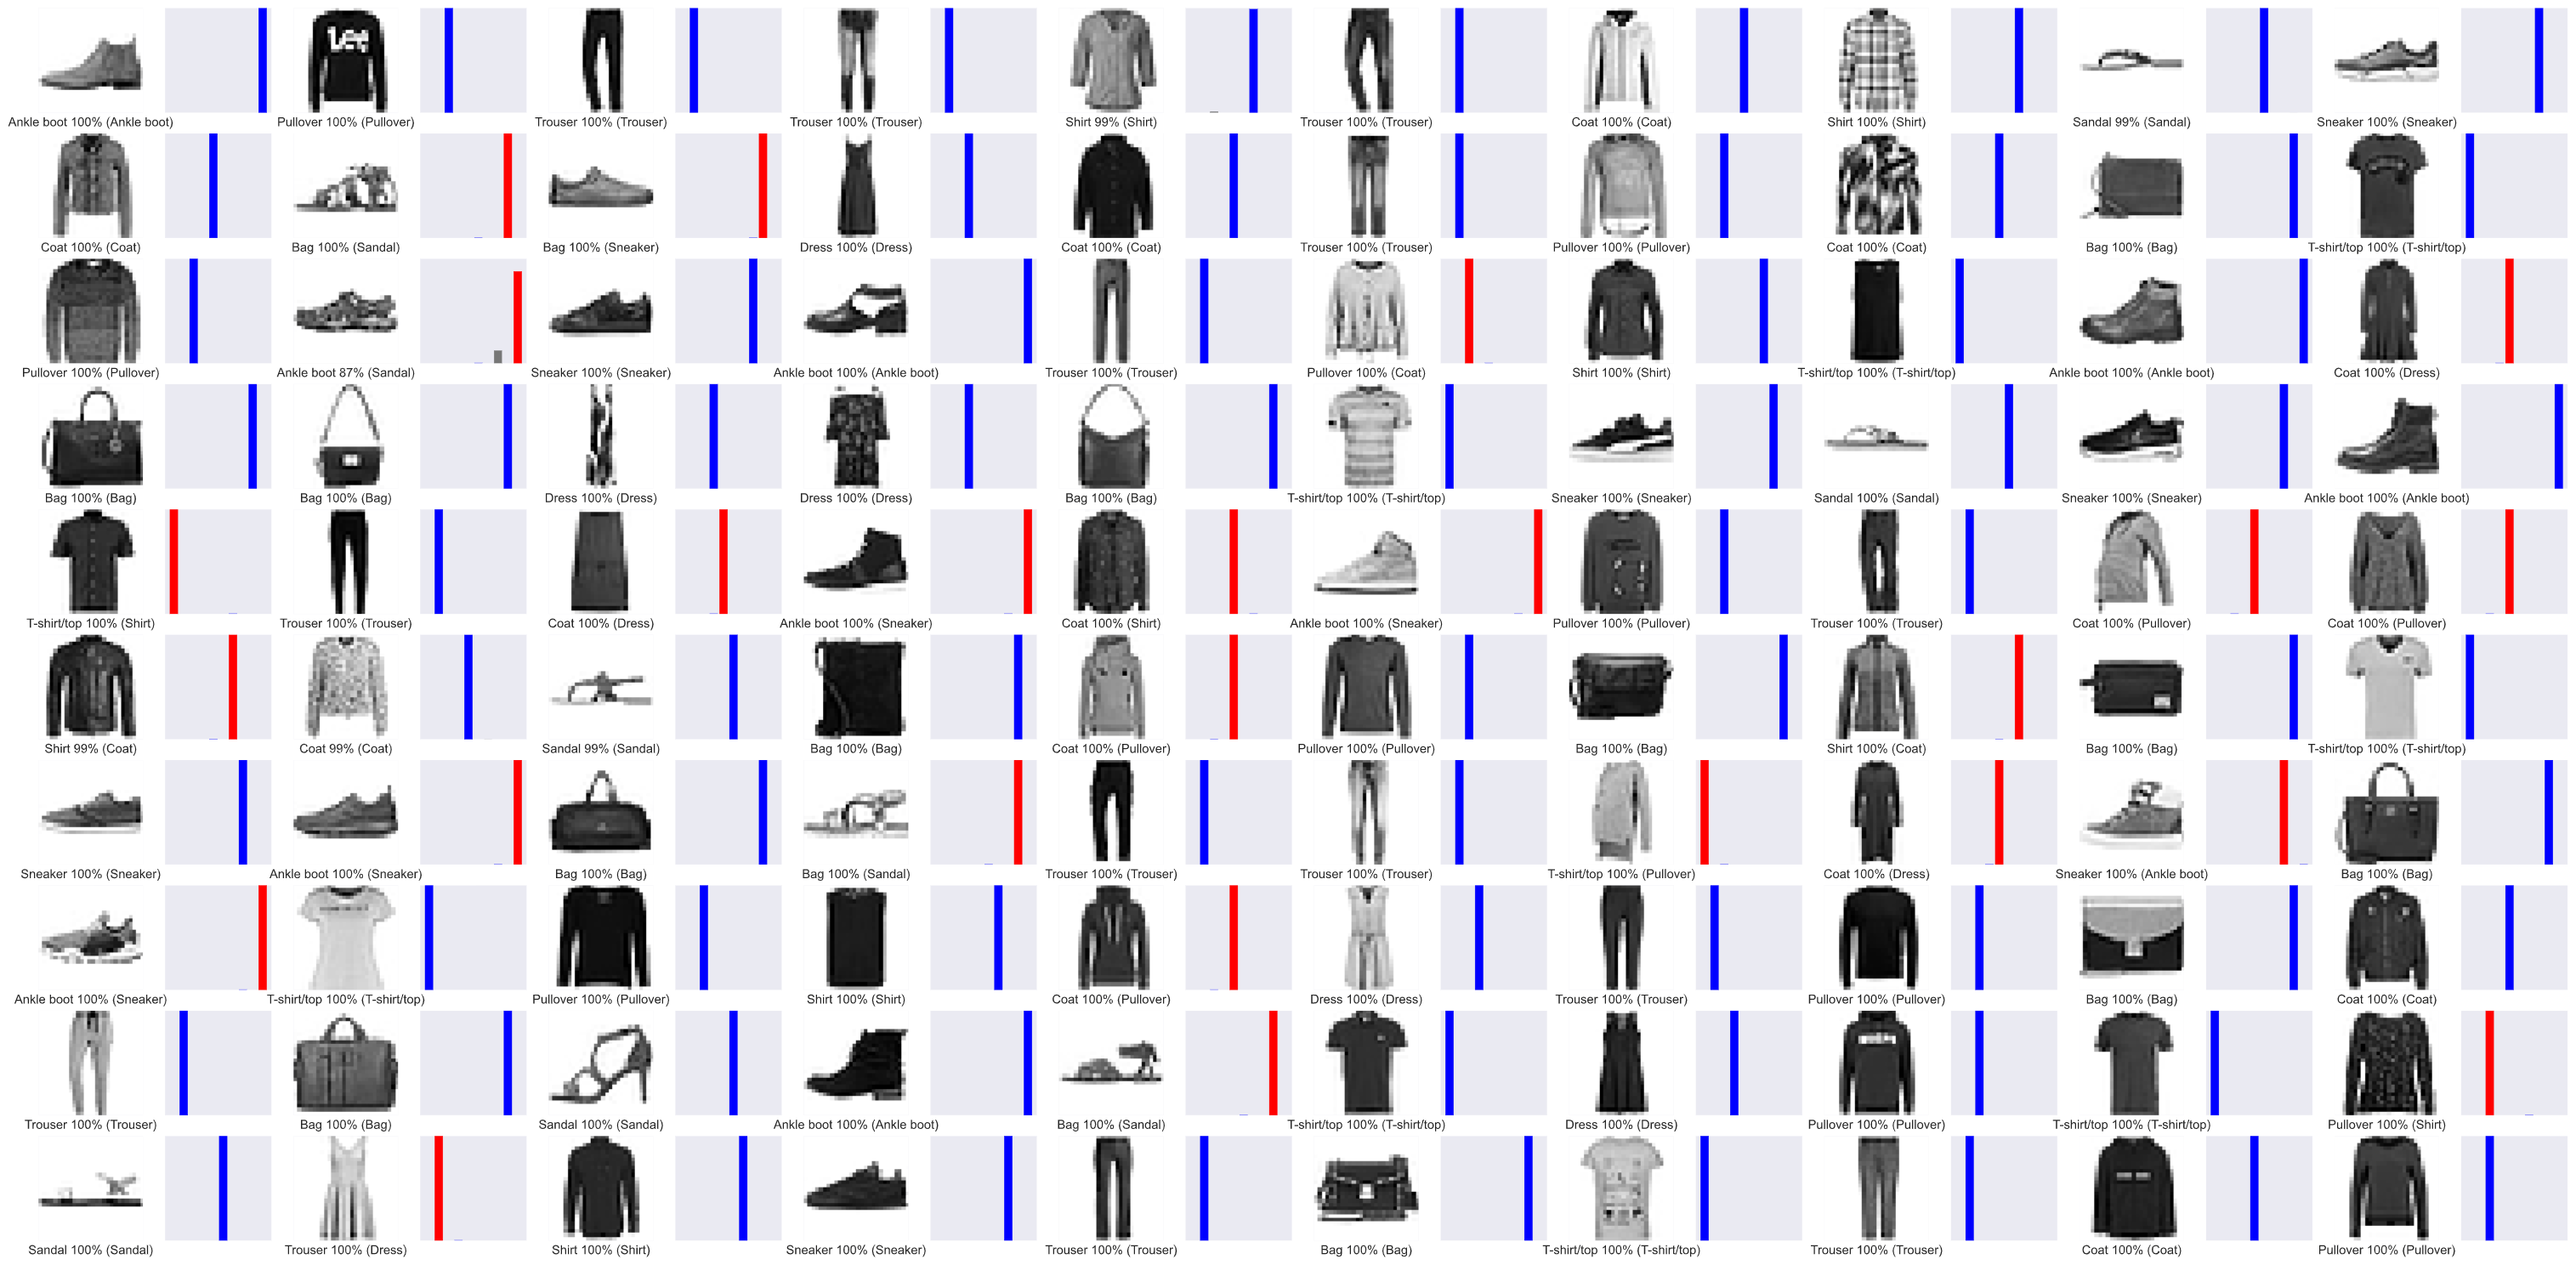 Lee
Ankle boot 100% (Ankle boot) Pullover 100% (Pullover) Trouser 100% (Trouser) Trouser 100% (Trouser) Shirt 99% (Shirt) Trouser 100% (Trouser) Coat 100% (Coat) Shirt 100% (Shirt) Sandal 99% (Sandal) Sneaker 100% (Sneaker)
Coat 100% (Coat) Bag 100% (Sandal) Bag 100% (Sneaker) Dress 100% (Dress) Coat 100% (Coat) Trouser 100% (Trouser) Pullover 100% (Pullover) Coat 100% (Coat) Bag 100% (Bag) T-shirt/top 100% (T-shirt/top)
Pullover 100% (Pullover) Ankle boot 87% (Sandal) Sneaker 100% (Sneaker) Ankle boot 100% (Ankle boot) Trouser 100% (Trouser) Pullover 100% (Coat) Shirt 100% (Shirt) T-shirt/top 100% (T-shirt/top) Ankle boot 100% (Ankle boot) Coat 100% (Dress)
Bag 100% (Bag) Bag 100% (Bag) Dress 100% (Dress) Dress 100% (Dress) Bag 100% (Bag) T-shirt/top 100% (T-shirt/top) Sneaker 100% (Sneaker) Sandal 100% (Sandal) Sneaker 100% (Sneaker) Ankle boot 100% (Ankle boot)
T-shirt/top 100% (Shirt) Trouser 100% (Trouser) Coat 100% (Dress) Ankle boot 100% (Sneaker) Coat 100% (Shirt) Ankle boot 100% (Sneaker) Pullover 100% (Pullover) Trouser 100% (Trouser) Coat 100% (Pullover) Coat 100% (Pullover)
Shirt 99% (Coat) Coat 99% (Coat) Sandal 99% (Sandal) Bag 100% (Bag) Coat 100% (Pullover) Pullover 100% (Pullover) Bag 100% (Bag) Shirt 100% (Coat) Bag 100% (Bag) T-shirt/top 100% (T-shirt/top)
Sneaker 100% (Sneaker) Ankle boot 100% (Sneaker) Bag 100% (Bag) Bag 100% (Sandal) Trouser 100% (Trouser) Trouser 100% (Trouser) T-shirt/top 100% (Pullover) Coat 100% (Dress) Sneaker 100% (Ankle boot) Bag 100% (Bag)
Ankle boot 100% (Sneaker) T-shirt/top 100% (T-shirt/top) Pullover 100% (Pullover) Shirt 100% (Shirt) Coat 100% (Pullover) Dress 100% (Dress) Trouser 100% (Trouser) Pullover 100% (Pullover) Bag 100% (Bag) Coat 100% (Coat)
Trouser 100% (Trouser) Bag 100% (Bag) Sandal 100% (Sandal) Ankle boot 100% (Ankle boot) Bag 100% (Sandal) T-shirt/top 100% (T-shirt/top) Dress 100% (Dress) Pullover 100% (Pullover) T-shirt/top 100% (T-shirt/top) Pullover 100% (Shirt)
Sandal 100% (Sandal) Trouser 100% (Dress) Shirt 100% (Shirt) Sneaker 100% (Sneaker) Trouser 100% (Trouser) Bag 100% (Bag) T-shirt/top 100% (T-shirt/top) Trouser 100% (Trouser) Coat 100% (Coat) Pullover 100% (Pullover)